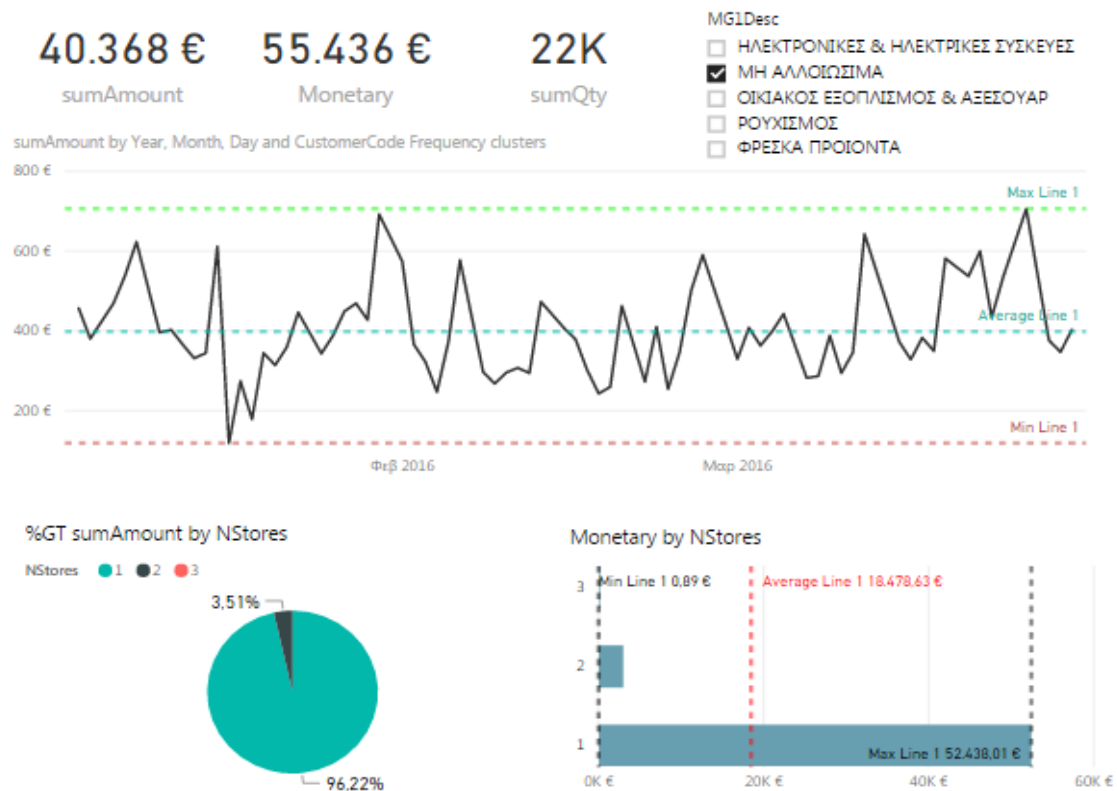 40.368 €
sumAmount
55.436 €
Monetary
22K
sumQty
MG1Desc
ΗΛΕΚΤΡΟΝΙΚΕΣ & ΗΛΕΚΤΡΙΚΕΣ ΣΥΣΚΕΥΕΣ
ΜΗ ΑΛΛΟΙΩΣΙΜΑ
ΟΙΚΙΑΚΟΣ ΕΞΟΠΛΙΣΜΟΣ & ΑΞΕΣΟΥΑΡ
ΡΟΥΧΙΣΜΟΣ
ΦΡΕΣΚΑ ΠΡΟΙΟΝΤΑ
sumAmount by Year, Month, Day and CustomerCode Frequency clusters
800 €
Max Line 1
600 €
Average Line 1
400 €
200 €
Min Line 1
Φεβ 2016
Μαρ 2016
%GT sumAmount by NStores
NStores 1 2 3
3,51%
96,22%
Monetary by NStores
3
Min Line 1 0,89 €
Average Line 1 18.478,63 €
2
1
Max Line 1 52.438,01 €
0K €
20K €
40K €
60K €